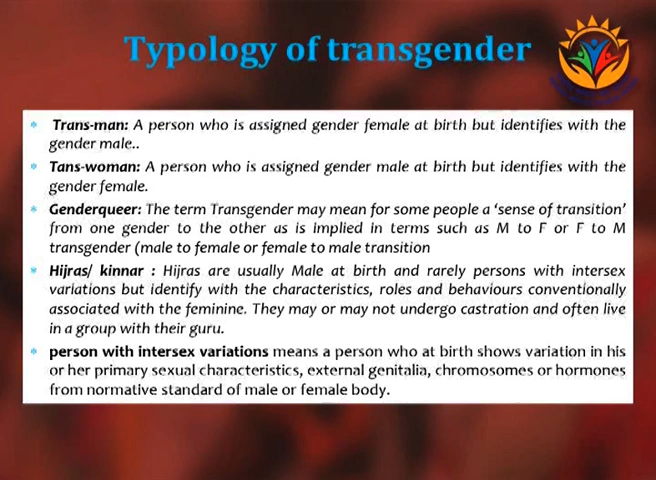 Typology of transgender
* Trans-man: A person who is assigned gender female at birth but identifies with the
gender male..
* Tans-woman: A person who is assigned gender male at birth but identifies with the
gender female.
* Genderqueer: The term Transgender may mean for some people a ‘sense of transition’
from one gender to the other as is implied in terms such as M to F or F to M
transgender (male to female or female to male transition
* Hijras/ kinnar : Hijras are usually Male at birth and rarely persons with intersex
variations but identify with the characteristics, roles and behaviours conventionally
associated with the feminine. They may or may not undergo castration and often live
in a group with their guru.
* person with intersex variations means a person who at birth shows variation in his
or her primary sexual characteristics, external genitalia, chromosomes or hormones
from normative standard of male or female body.